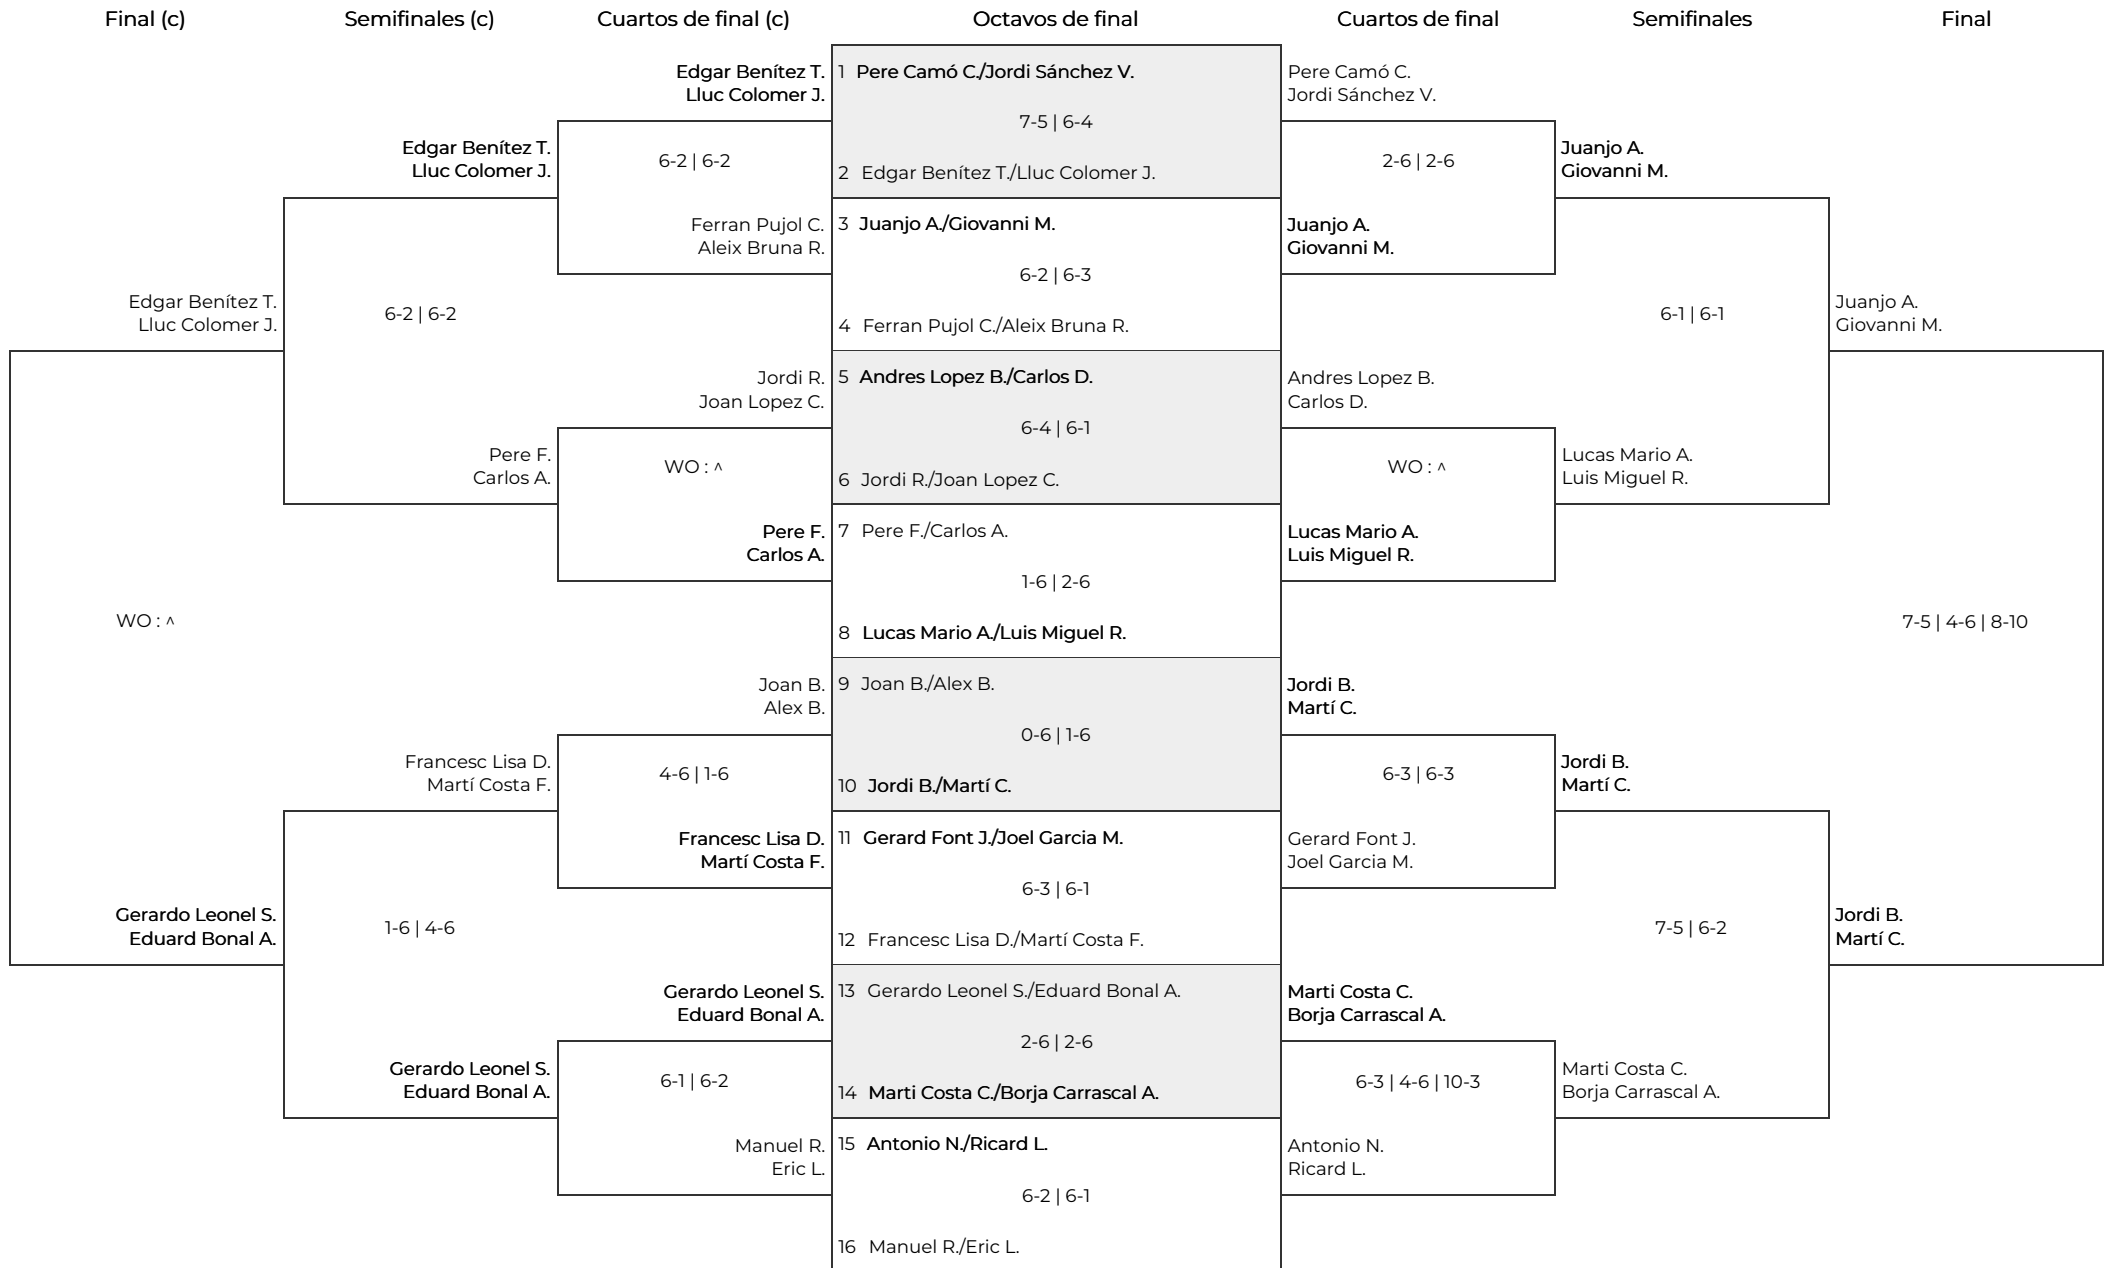 Final (c) Semifinales (c) Cuartos de final (c) Octavos de final Cuartos de final Semifinales Final
Edgar Benítez T.
Lluc Colomer J.
1 Pere Camó C./Jordi Sánchez V.
Pere Camó C.
Jordi Sánchez V.
7-5 | 6-4
Edgar Benítez T.
Lluc Colomer J.
6-2 | 6-2
2 Edgar Benítez T./Lluc Colomer J.
2-6 | 2-6
Juanjo A.
Giovanni M.
Ferran Pujol C.
Aleix Bruna R.
3 Juanjo A./Giovanni M.
Juanjo A.
Giovanni M.
6-2 | 6-3
Edgar Benítez T.
Lluc Colomer J.
6-2 | 6-2
4 Ferran Pujol C./Aleix Bruna R.
6-1 | 6-1
Juanjo A.
Giovanni M.
Jordi R.
Joan Lopez C.
5 Andres Lopez B./Carlos D.
Andres Lopez B.
Carlos D.
6-4 | 6-1
Pere F.
Carlos A.
WO : ^
6 Jordi R./Joan Lopez C.
WO : ^
Lucas Mario A.
Luis Miguel R.
Pere F.
Carlos A.
7 Pere F./Carlos A.
Lucas Mario A.
Luis Miguel R.
1-6 | 2-6
WO : ^
8 Lucas Mario A./Luis Miguel R.
7-5 | 4-6 | 8-10
Joan B.
Alex B.
9 Joan B./Alex B.
Jordi B.
Martí C.
0-6 | 1-6
Francesc Lisa D.
Martí Costa F.
4-6 | 1-6
10 Jordi B./Martí C.
6-3 | 6-3
Jordi B.
Martí C.
Francesc Lisa D.
Martí Costa F.
11 Gerard Font J./Joel Garcia M.
Gerard Font J.
Joel Garcia M.
6-3 | 6-1
Gerardo Leonel S.
Eduard Bonal A.
1-6 | 4-6
12 Francesc Lisa D./Martí Costa F.
7-5 | 6-2
Jordi B.
Martí C.
Gerardo Leonel S.
Eduard Bonal A.
13 Gerardo Leonel S./Eduard Bonal A.
Marti Costa C.
Borja Carrascal A.
2-6 | 2-6
Gerardo Leonel S.
Eduard Bonal A.
6-1 | 6-2
14 Marti Costa C./Borja Carrascal A.
6-3 | 4-6 | 10-3
Marti Costa C.
Borja Carrascal A.
Manuel R.
Eric L.
15 Antonio N./Ricard L.
Antonio N.
Ricard L.
6-2 | 6-1
16 Manuel R./Eric L.